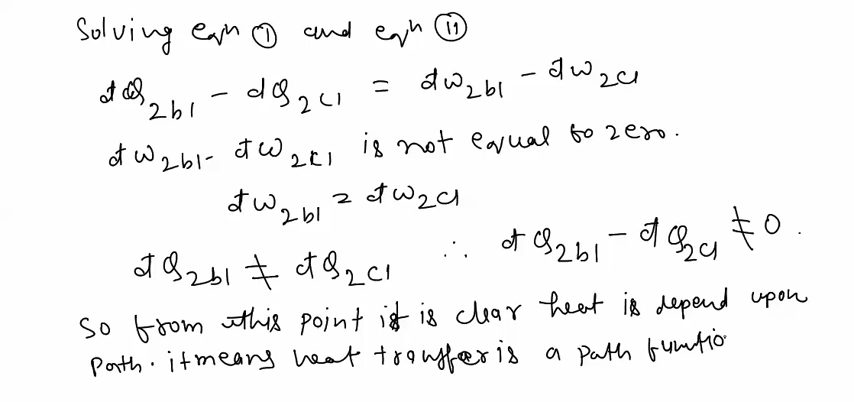 Solving eqn ① and eqn ⑪
đQ₂b₁ - dQ₂c₁ = đw₂b₁ - đw₂c₁
đw₂b₁ - đw₂c₁ is not equal to zero.
đw₂b₁ = đw₂c₁
đQ₂b₁ ≠ đQ₂c₁ ∴ đQ₂b₁ - đQ₂c₁ ≠ 0.
So from this point it is clear heat is depend upon
path. it means heat transfer is a path functio